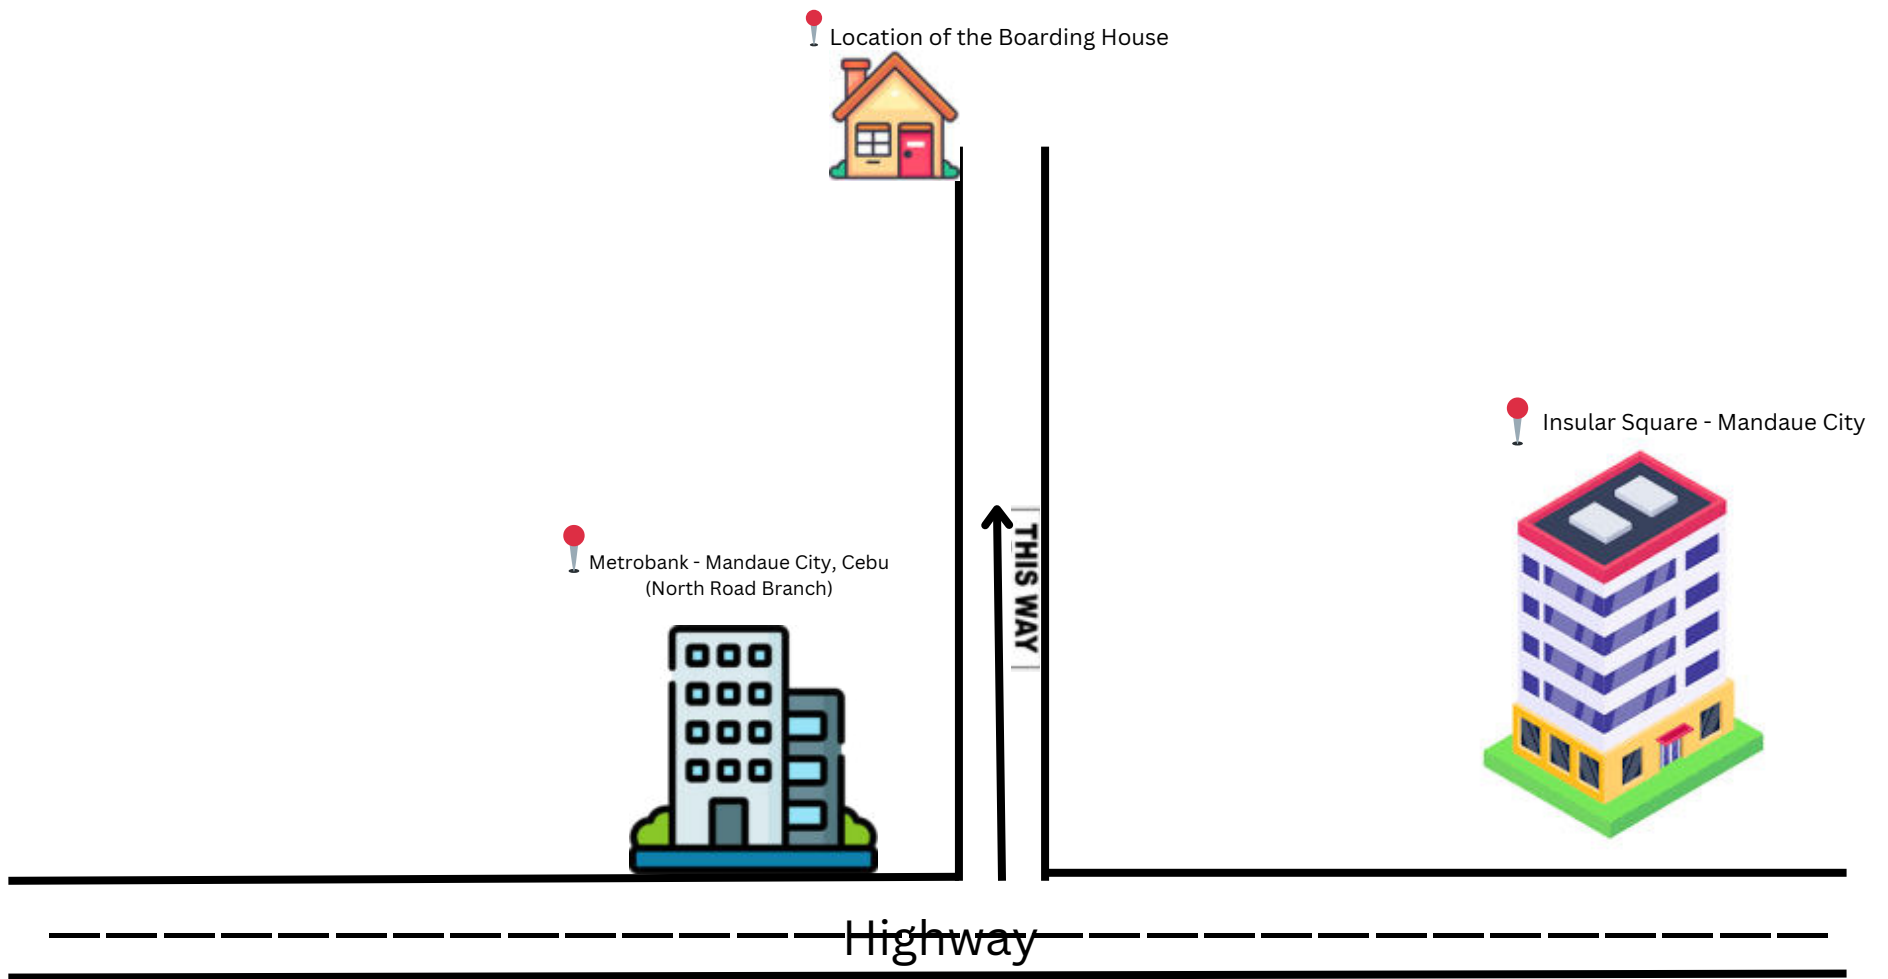 Location of the Boarding House
Insular Square - Mandaue City
Metrobank - Mandaue City, Cebu
(North Road Branch)
THIS WAY
Highway